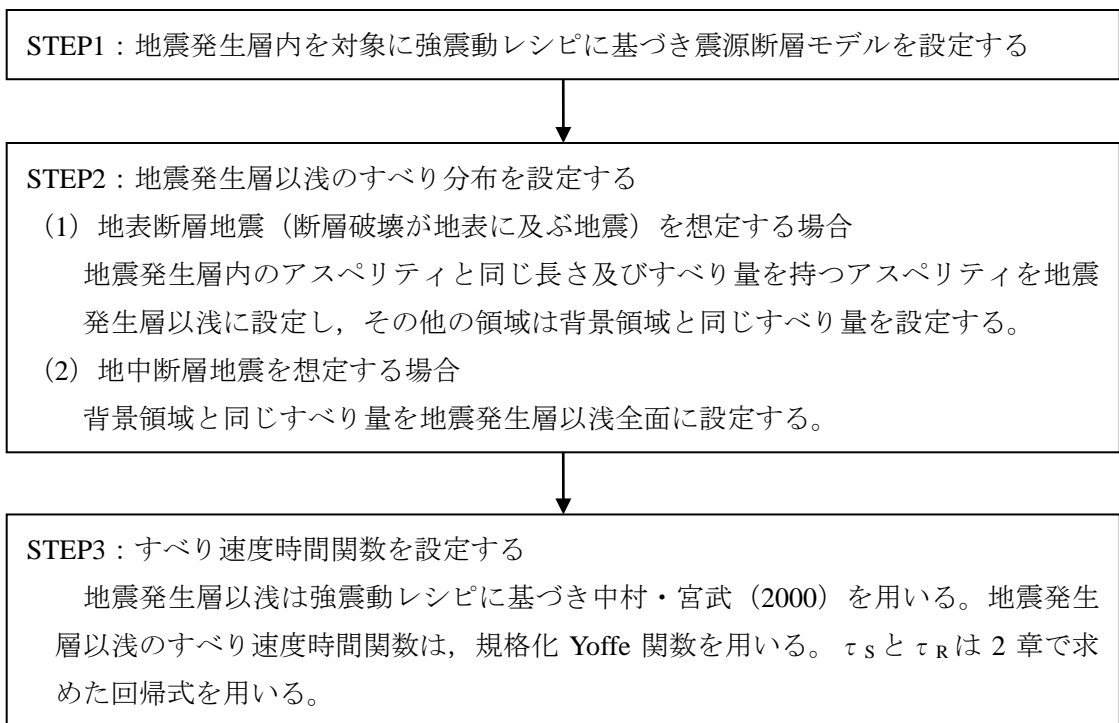 STEP1：地震発生層内を対象に強震動レシピに基づき震源断層モデルを設定する
STEP2：地震発生層以浅のすべり分布を設定する
（1）地表断層地震（断層破壊が地表に及ぶ地震）を想定する場合
地震発生層内のアスペリティと同じ長さ及びすべり量を持つアスペリティを地震
発生層以浅に設定し，その他の領域は背景領域と同じすべり量を設定する。
（2）地中断層地震を想定する場合
背景領域と同じすべり量を地震発生層以浅全面に設定する。
STEP3：すべり速度時間関数を設定する
地震発生層以浅は強震動レシピに基づき中村・宮武（2000）を用いる。地震発生
層以浅のすべり速度時間関数は，規格化 Yoffe 関数を用いる。τS とτR は 2 章で求
めた回帰式を用いる。